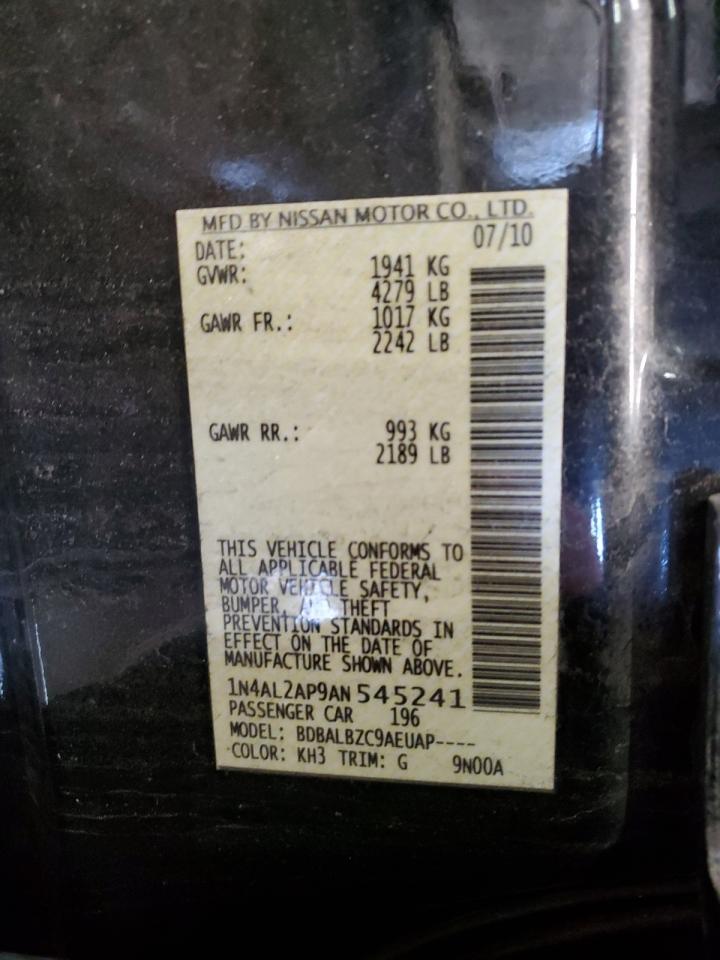 MFD BY NISSAN MOTOR CO., LTD.
DATE: 07/10
GVWR: 1941 KG
4279 LB
GAWR FR.: 1017 KG
2242 LB
GAWR RR.: 993 KG
2189 LB
THIS VEHICLE CONFORMS TO
ALL APPLICABLE FEDERAL
MOTOR VEHICLE SAFETY,
BUMPER, THEFT
PREVENTION STANDARDS IN
EFFECT ON THE DATE OF
MANUFACTURE SHOWN ABOVE.
1N4AL2AP9AN545241
PASSENGER CAR 196
MODEL: BDBALBZC9AEUAP----
COLOR: KH3 TRIM: G 9N00A